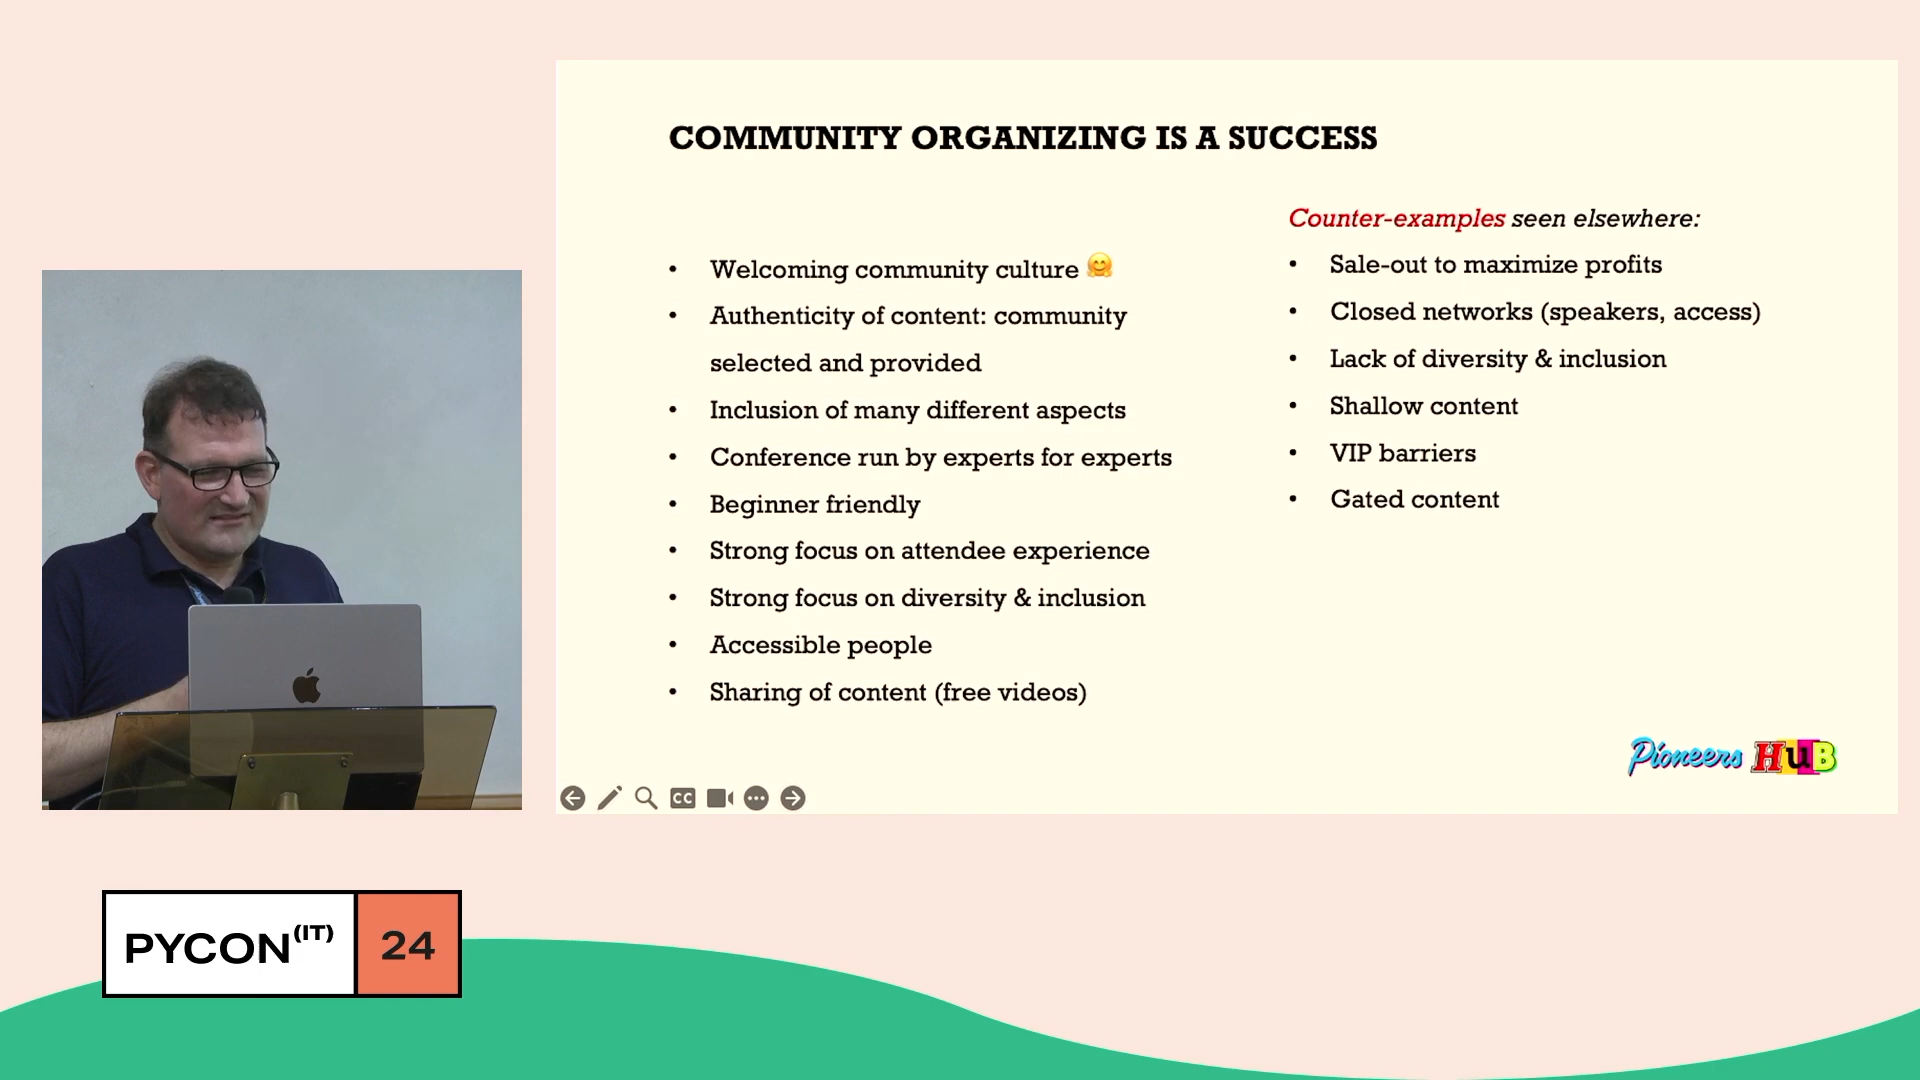 COMMUNITY ORGANIZING IS A SUCCESS
• Welcoming community culture 🤗
• Authenticity of content: community
selected and provided
• Inclusion of many different aspects
• Conference run by experts for experts
• Beginner friendly
• Strong focus on attendee experience
• Strong focus on diversity & inclusion
• Accessible people
• Sharing of content (free videos)
Counter-examples seen elsewhere:
• Sale-out to maximize profits
• Closed networks (speakers, access)
• Lack of diversity & inclusion
• Shallow content
• VIP barriers
• Gated content
Pioneers HuB
CC
PYCON(IT) 24